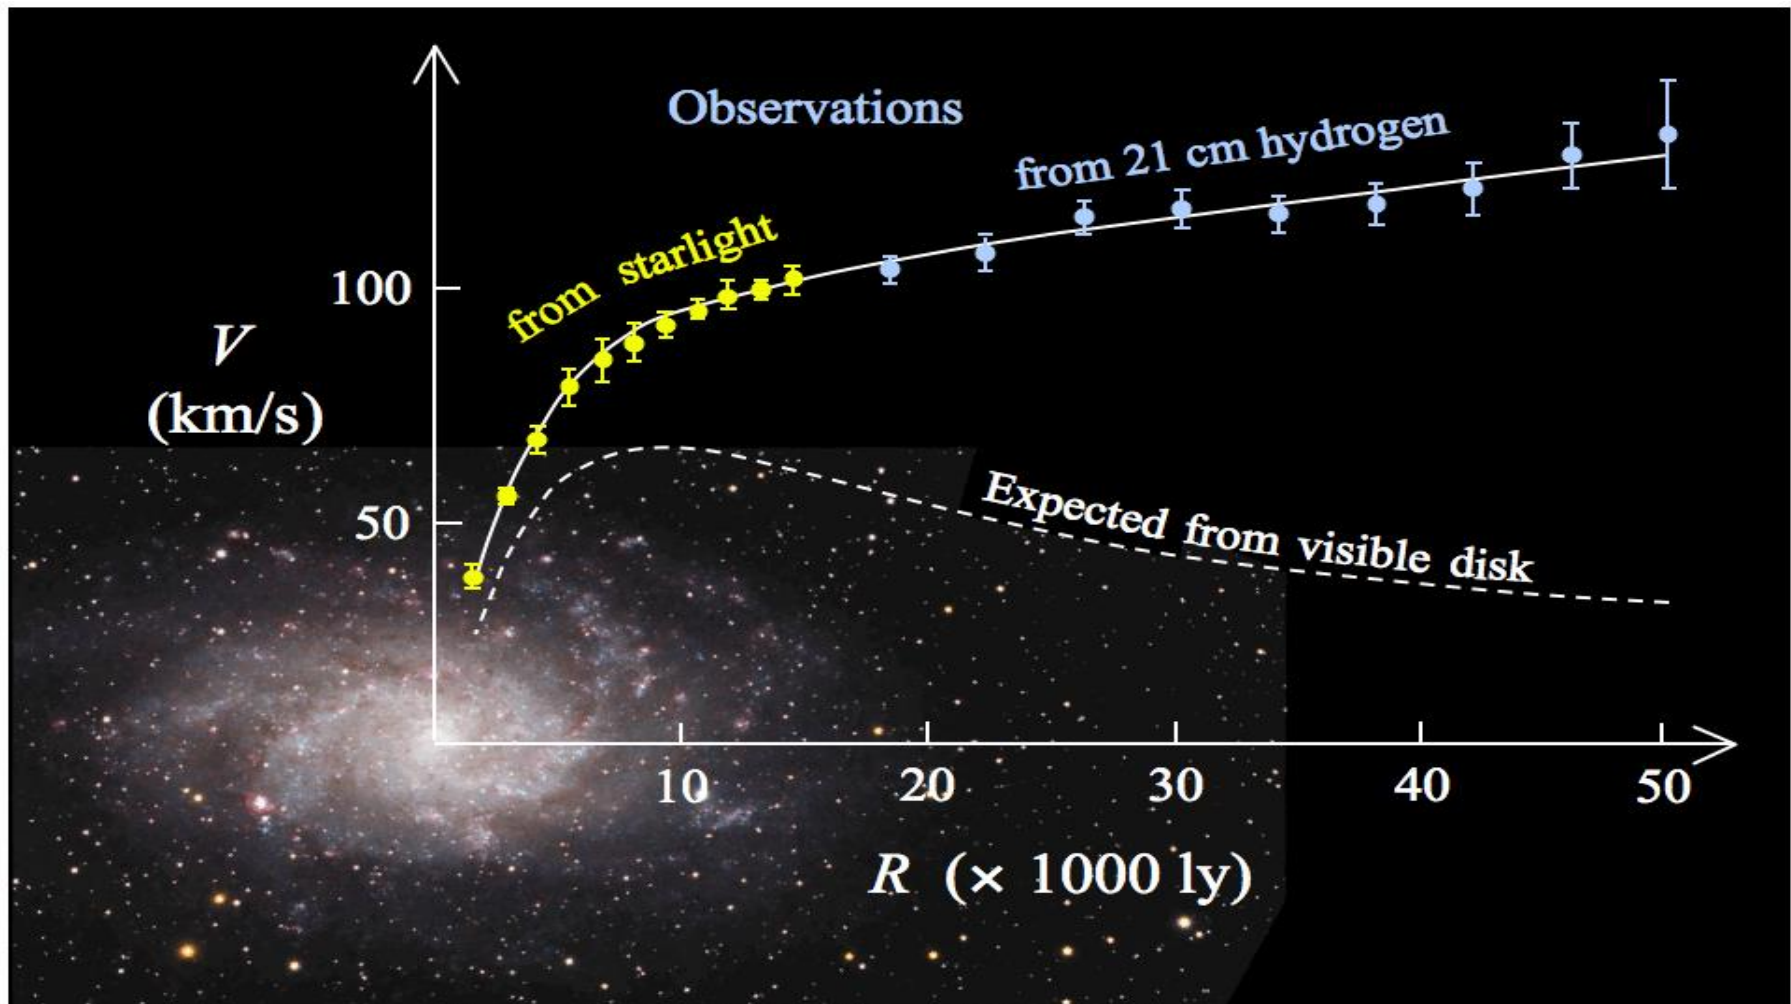 Observations
from 21 cm hydrogen
from starlight
100
V
(km/s)
50
Expected from visible disk
10 20 30 40 50
R (× 1000 ly)